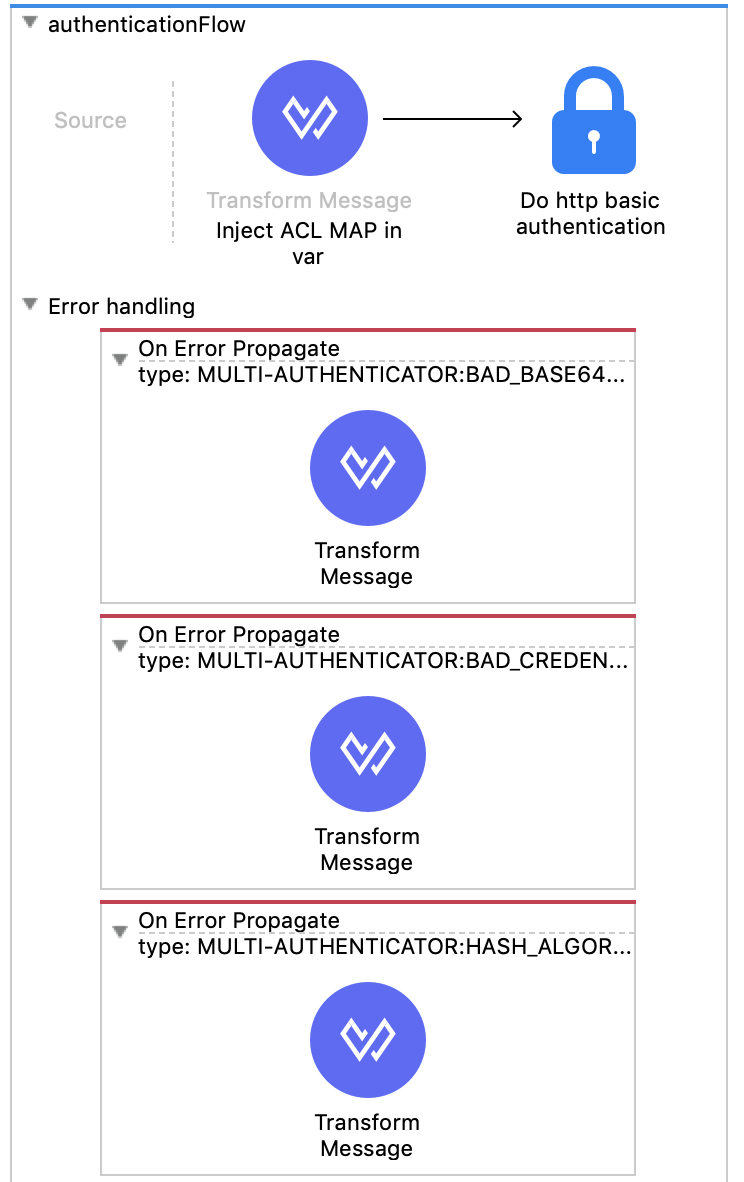 authenticationFlow
Source
Transform Message
Inject ACL MAP in
var
Do http basic
authentication
Error handling
On Error Propagate
type: MULTI-AUTHENTICATOR:BAD_BASE64...
Transform
Message
On Error Propagate
type: MULTI-AUTHENTICATOR:BAD_CREDEN...
Transform
Message
On Error Propagate
type: MULTI-AUTHENTICATOR:HASH_ALGOR...
Transform
Message